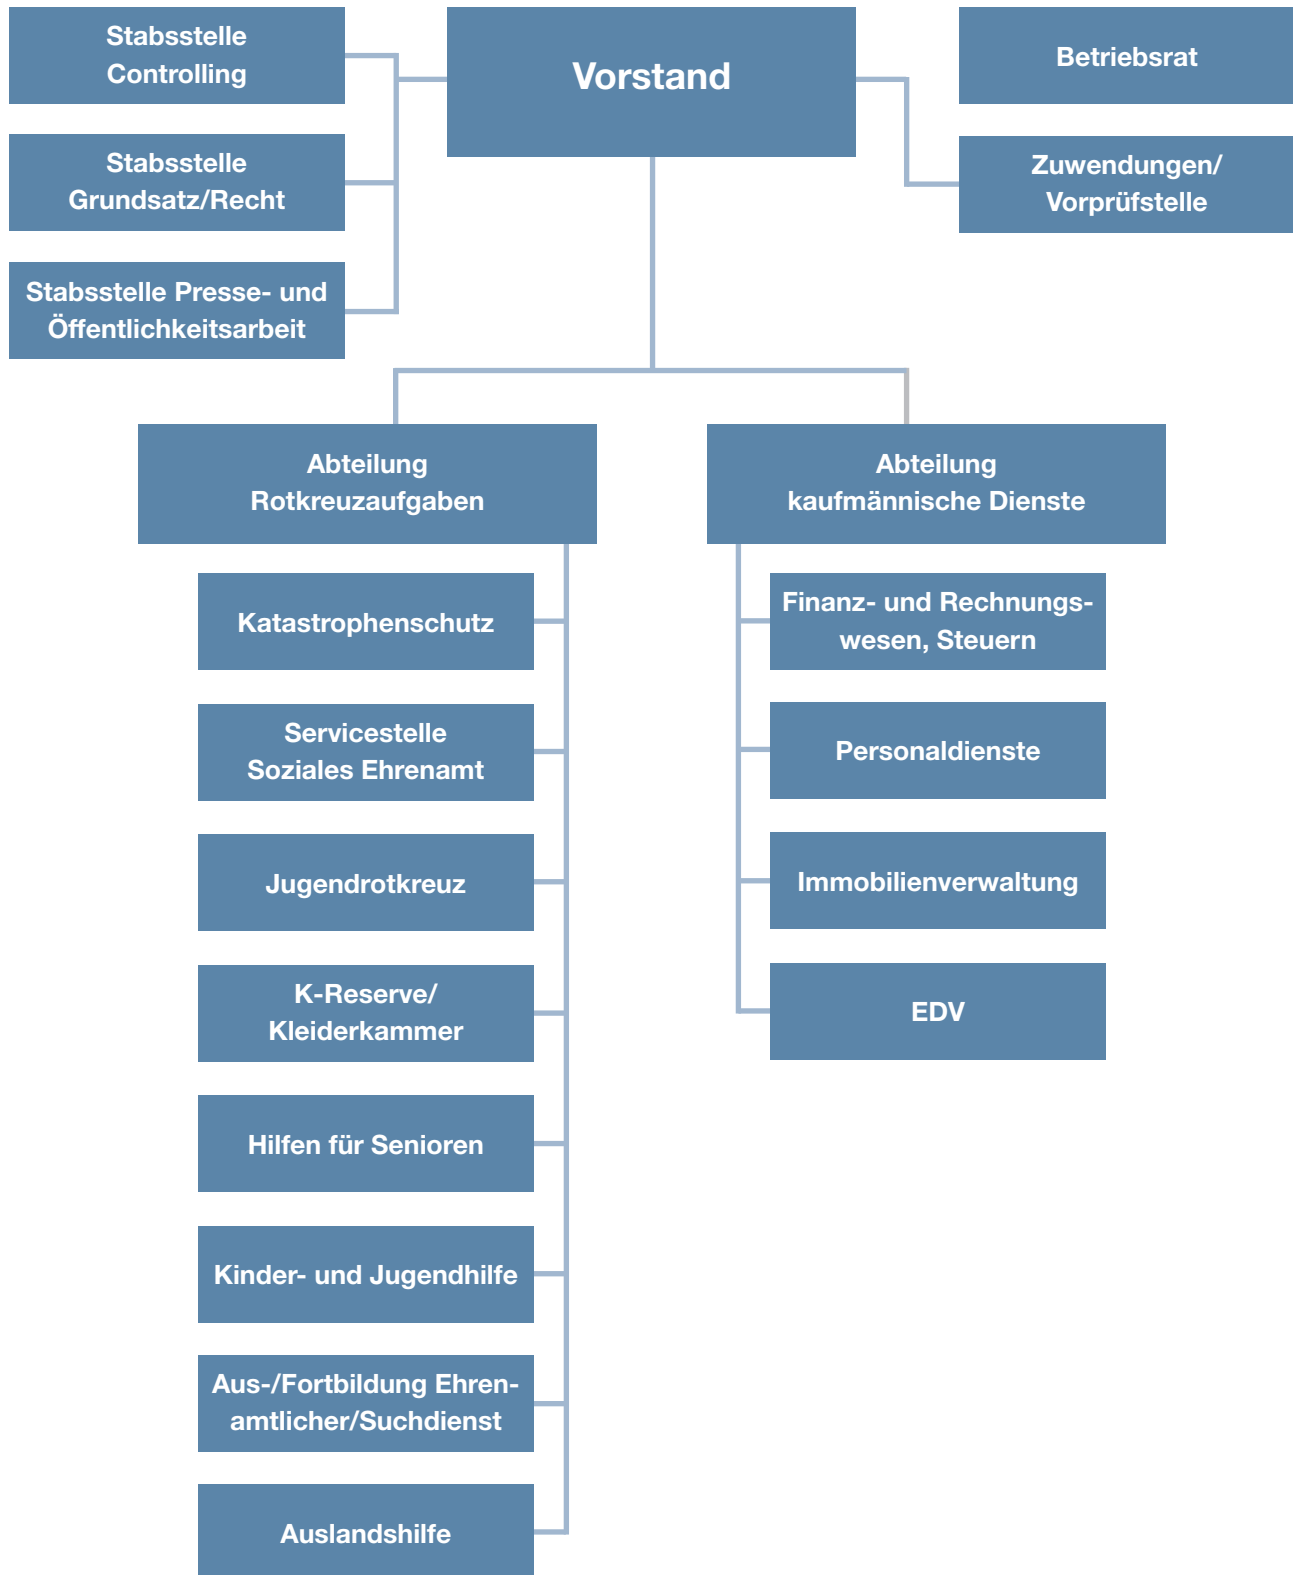 Stabsstelle
Controlling
Vorstand
Betriebsrat
Stabsstelle
Grundsatz/Recht
Zuwendungen/
Vorprüfstelle
Stabsstelle Presse- und
Öffentlichkeitsarbeit
Abteilung
Rotkreuzaufgaben
Katastrophenschutz
Servicestelle
Soziales Ehrenamt
Jugendrotkreuz
K-Reserve/
Kleiderkammer
Hilfen für Senioren
Kinder- und Jugendhilfe
Aus-/Fortbildung Ehren-
amtlicher/Suchdienst
Auslandshilfe
Abteilung
kaufmännische Dienste
Finanz- und Rechnungs-
wesen, Steuern
Personaldienste
Immobilienverwaltung
EDV